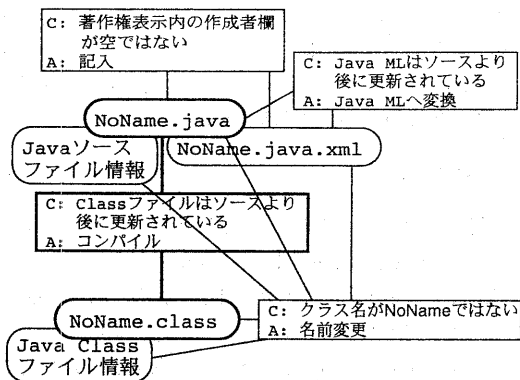 C: 著作権表示内の作成者欄
が空ではない
A: 記入
C: Java MLはソースより
後に更新されている
A: Java MLへ変換
NoName.java
Javaソース
ファイル情報
NoName.java.xml
C: Classファイルはソースより
後に更新されている
A: コンパイル
NoName.class
Java Class
ファイル情報
C: クラス名がNoNameではない
A: 名前変更